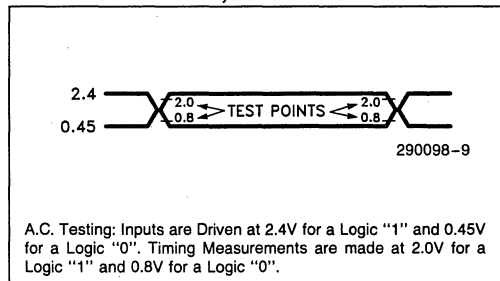 2.4
2.0 TEST POINTS 2.0
0.8 0.8
0.45
290098-9
A.C. Testing: Inputs are Driven at 2.4V for a Logic "1" and 0.45V
for a Logic "0". Timing Measurements are made at 2.0V for a
Logic "1" and 0.8V for a Logic "0".